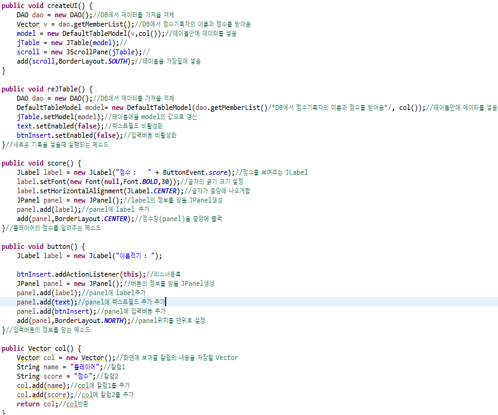 public void createUI() {
DAO dao = new DAO();//DB에서 데이터를 가져올 객체
Vector v = dao.getMemberList();//DB에서 점수기록자의 이름과 점수를 받아옴
model = new DefaultTableModel(v,col());//테이블안에 데이터를 넣음
jTable = new JTable(model);//
scroll = new JScrollPane(jTable);//
add(scroll,BorderLayout.SOUTH);//테이블을 가장밑에 넣음
}
public void reJTable() {
DAO dao = new DAO();//DB에서 데이터를 가져올 객체
DefaultTableModel model= new DefaultTableModel(dao.getMemberList()/*DB에서 점수기록자의 이름과 점수를 받아옴*/, col());//테이블안에 데이터를 넣음
jTable.setModel(model);//테이블에을 model의 값으로 갱신
text.setEnabled(false);//텍스트필드 비활성화
btnInsert.setEnabled(false);//입력버튼 비활성화
}//새로운 기록을 넣을때 실행되는 메소드
public void score() {
JLabel label = new JLabel("점수 :   " + ButtonEvent.score);//점수를 보여주는 JLabel
label.setFont(new Font(null,Font.BOLD,30));//글자의 굵기 크기 설정
label.setHorizontalAlignment(JLabel.CENTER);//글자가 중앙에 나오게함
JPanel panel = new JPanel();//label의 정보를 담을 JPanel생성
panel.add(label);//panel에 label 추가
add(panel,BorderLayout.CENTER);//점수창(panel)을 중앙에 출력
}//플레이어의 점수를 알려주는 메소드
public void button() {
JLabel label = new JLabel("이름적기 : ");
btnInsert.addActionListener(this);//리스너등록
JPanel panel = new JPanel();//버튼의 정보를 담을 JPanel생성
panel.add(label);//panel에 label추가
panel.add(text);//panel에 텍스트필드 추가 추가
panel.add(btnInsert);//panel에 입력버튼 추가
add(panel,BorderLayout.NORTH);//panel위치를 맨위로 설정
}//입력버튼의 정보를 담는 메소드
public Vector col() {
Vector col = new Vector();//화면에 보여줄 칼럼의 내용을 저장할 Vector
String name = "플레이어";//칼럼1
String score = "점수";//칼럼2
col.add(name);//col에 칼럼1를 추가
col.add(score);//col에 칼럼2를 추가
return col;//col반환
}